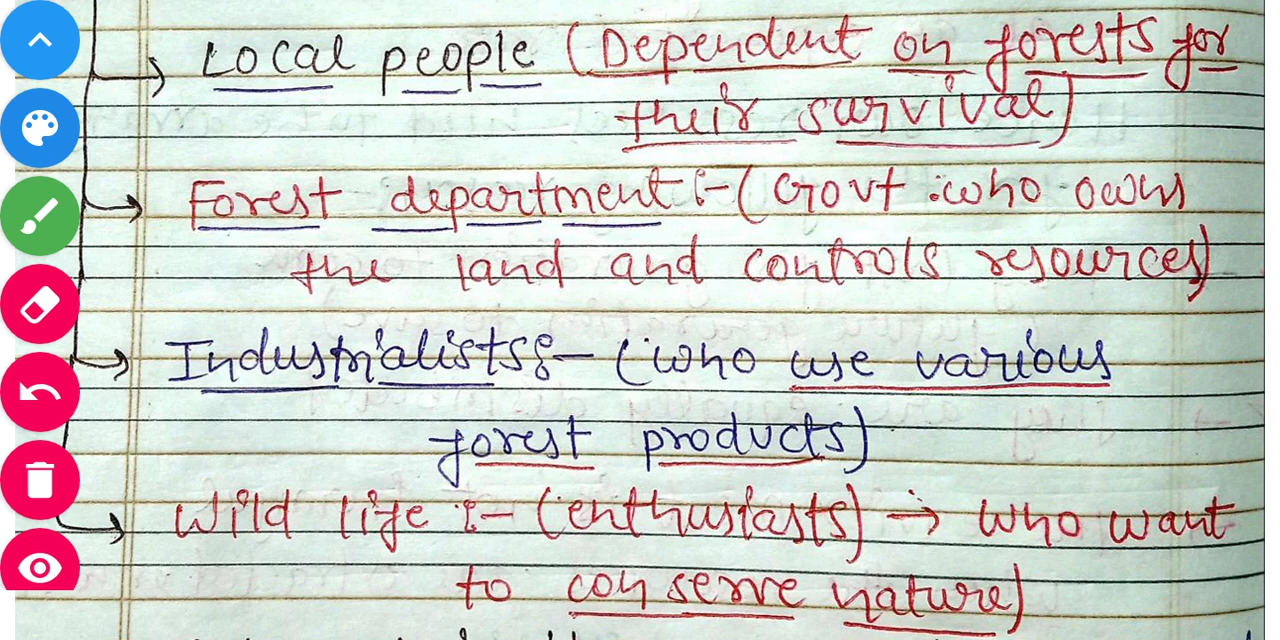 Local people (Dependent on forests for
their survival)
Forest department :- (Govt. who owns
the land and controls resources)
Industrialists :- (who use various
forest products)
Wild life :- (enthusiasts) → who want
to conserve nature)